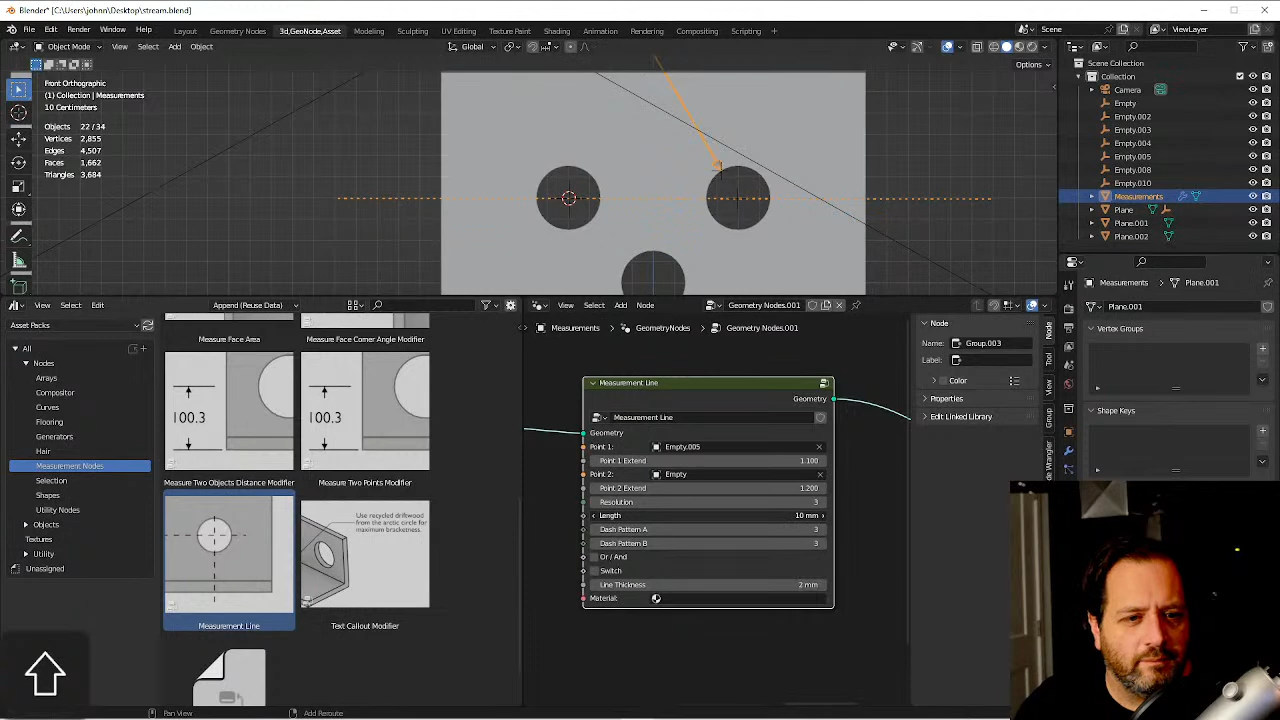 Blender* [C:\Users\johnn\Desktop\stream.blend]
File Edit Render Window Help Layout Geometry Nodes 3d,GeoNode,Asset Modeling Sculpting UV Editing Texture Paint Shading Animation Rendering Compositing Scripting + Scene ViewLayer
Object Mode View Select Add Object Global
Options
Front Orthographic
(1) Collection | Measurements
10 Centimeters
Objects 22 / 34
Vertices 2,855
Edges 4,507
Faces 1,662
Triangles 3,684
Scene Collection
Collection
Camera
Empty
Empty.002
Empty.003
Empty.004
Empty.005
Empty.008
Empty.010
Measurements
Plane
Plane.001
Plane.002
Measurements Plane.001
Plane.001
Vertex Groups
Shape Keys
View Select Edit Append (Reuse Data)
Asset Packs
All
Nodes
Arrays
Compositor
Curves
Flooring
Generators
Hair
Measurement Nodes
Selection
Shapes
Utility Nodes
Objects
Textures
Utility
Unassigned
Measure Face Area
Measure Face Corner Angle Modifier
100.3
100.3
Measure Two Objects Distance Modifier
Measure Two Points Modifier
Use recycled driftwood
from the arctic circle for
maximum bracketness.
Measurement Line
Text Callout Modifier
View Select Add Node Geometry Nodes.001
Measurements GeometryNodes Geometry Nodes.001
Measurement Line
Geometry
Measurement Line
Geometry
Point 1: Empty.005
Point 1 Extend 1.100
Point 2: Empty
Point 2 Extend 1.200
Resolution 3
Length 10 mm
Dash Pattern A 3
Dash Pattern B 3
Or / And
Switch
Line Thickness 2 mm
Material:
Node
Name: Group.003
Label:
Color
Properties
Edit Linked Library
Node
Tool
View
Group
Pan View Add Reroute